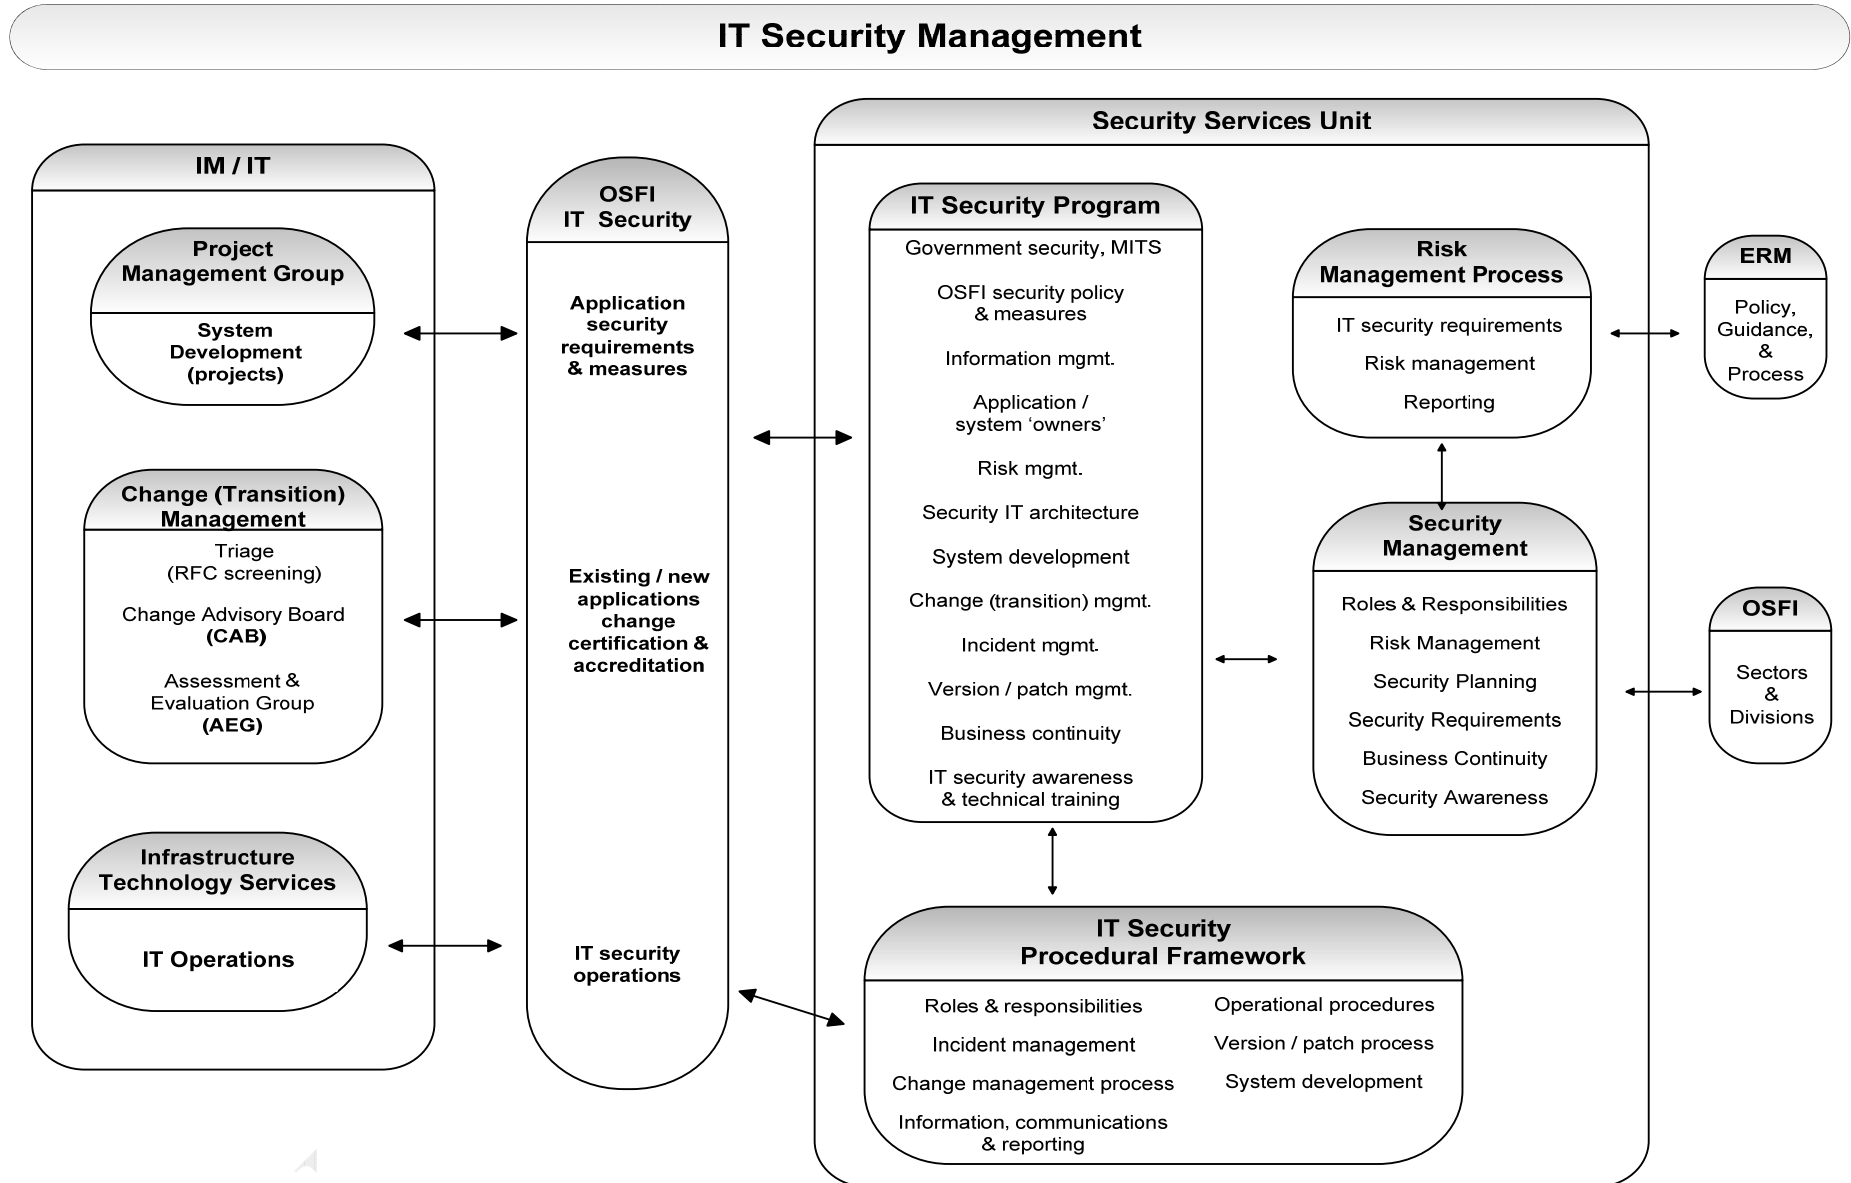 IT Security Management
IM / IT
Project
Management Group
System
Development
(projects)
Change (Transition)
Management
Triage
(RFC screening)
Change Advisory Board
(CAB)
Assessment &
Evaluation Group
(AEG)
Infrastructure
Technology Services
IT Operations
OSFI
IT Security
Application
security
requirements
& measures
Existing / new
applications
change
certification &
accreditation
IT security
operations
Security Services Unit
IT Security Program
Government security, MITS
OSFI security policy
& measures
Information mgmt.
Application /
system ‘owners’
Risk mgmt.
Security IT architecture
System development
Change (transition) mgmt.
Incident mgmt.
Version / patch mgmt.
Business continuity
IT security awareness
& technical training
Risk
Management Process
IT security requirements
Risk management
Reporting
Security
Management
Roles & Responsibilities
Risk Management
Security Planning
Security Requirements
Business Continuity
Security Awareness
IT Security
Procedural Framework
Roles & responsibilities
Incident management
Change management process
Information, communications
& reporting
Operational procedures
Version / patch process
System development
ERM
Policy,
Guidance,
&
Process
OSFI
Sectors
&
Divisions